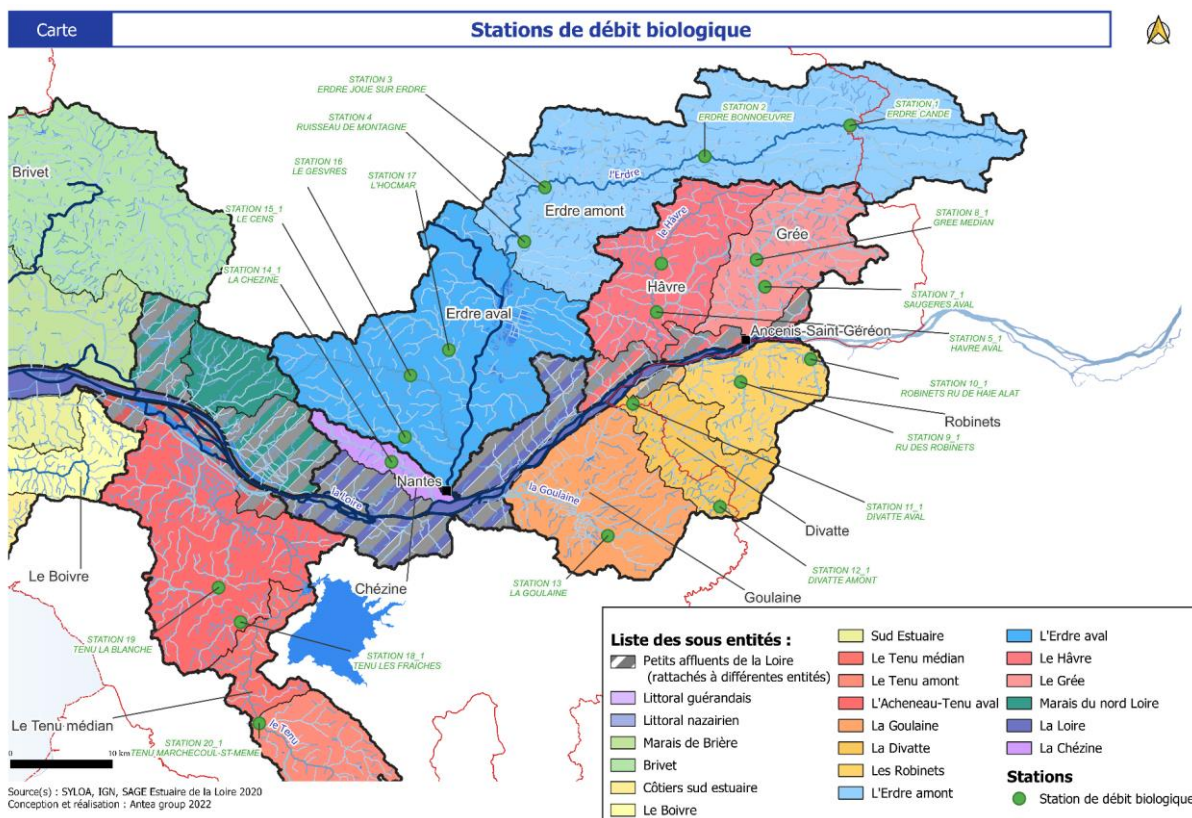 Carte
Stations de débit biologique
STATION 3
ERDRE JOUE SUR ERDRE
STATION 4
RUISSEAU DE MONTAGNE
STATION 16
LE GESVRES
STATION 17
L'HOCMAR
STATION 15_1
LE CENS
STATION 14_1
LA CHEZINE
STATION 2
ERDRE BONNOEUVRE
STATION 1
ERDRE CANDE
Brivet
l'Erdre
Erdre amont
le Hâvre
Grée
STATION 8_1
GREE MEDIAN
Hâvre
STATION 7_1
SAUGERES AVAL
Erdre aval
Ancenis-Saint-Géréon
STATION 5_1
HAVRE AVAL
STATION 10_1
ROBINETS RU DE HAIE ALAT
Robinets
STATION 9_1
RU DES ROBINETS
Nantes
la Loire
la Goulaine
STATION 11_1
DIVATTE AVAL
Divatte
STATION 12_1
DIVATTE AMONT
Le Boivre
Chézine
STATION 13
LA GOULAINE
Goulaine
STATION 19
TENU LA BLANCHE
STATION 18_1
TENU LES FRAICHES
Le Tenu médian
le Tenu
STATION 20_1
TENU MARCHECOUL-ST-MEME
0 10 km
Source(s) : SYLOA, IGN, SAGE Estuaire de la Loire 2020
Conception et réalisation : Antea group 2022
Liste des sous entités :
Petits affluents de la Loire
(rattachés à différentes entités)
Littoral guérandais
Littoral nazairien
Marais de Brière
Brivet
Côtiers sud estuaire
Le Boivre
Sud Estuaire
Le Tenu médian
Le Tenu amont
L'Acheneau-Tenu aval
La Goulaine
La Divatte
Les Robinets
L'Erdre amont
L'Erdre aval
Le Hâvre
Le Grée
Marais du nord Loire
La Loire
La Chézine
Stations
Station de débit biologique